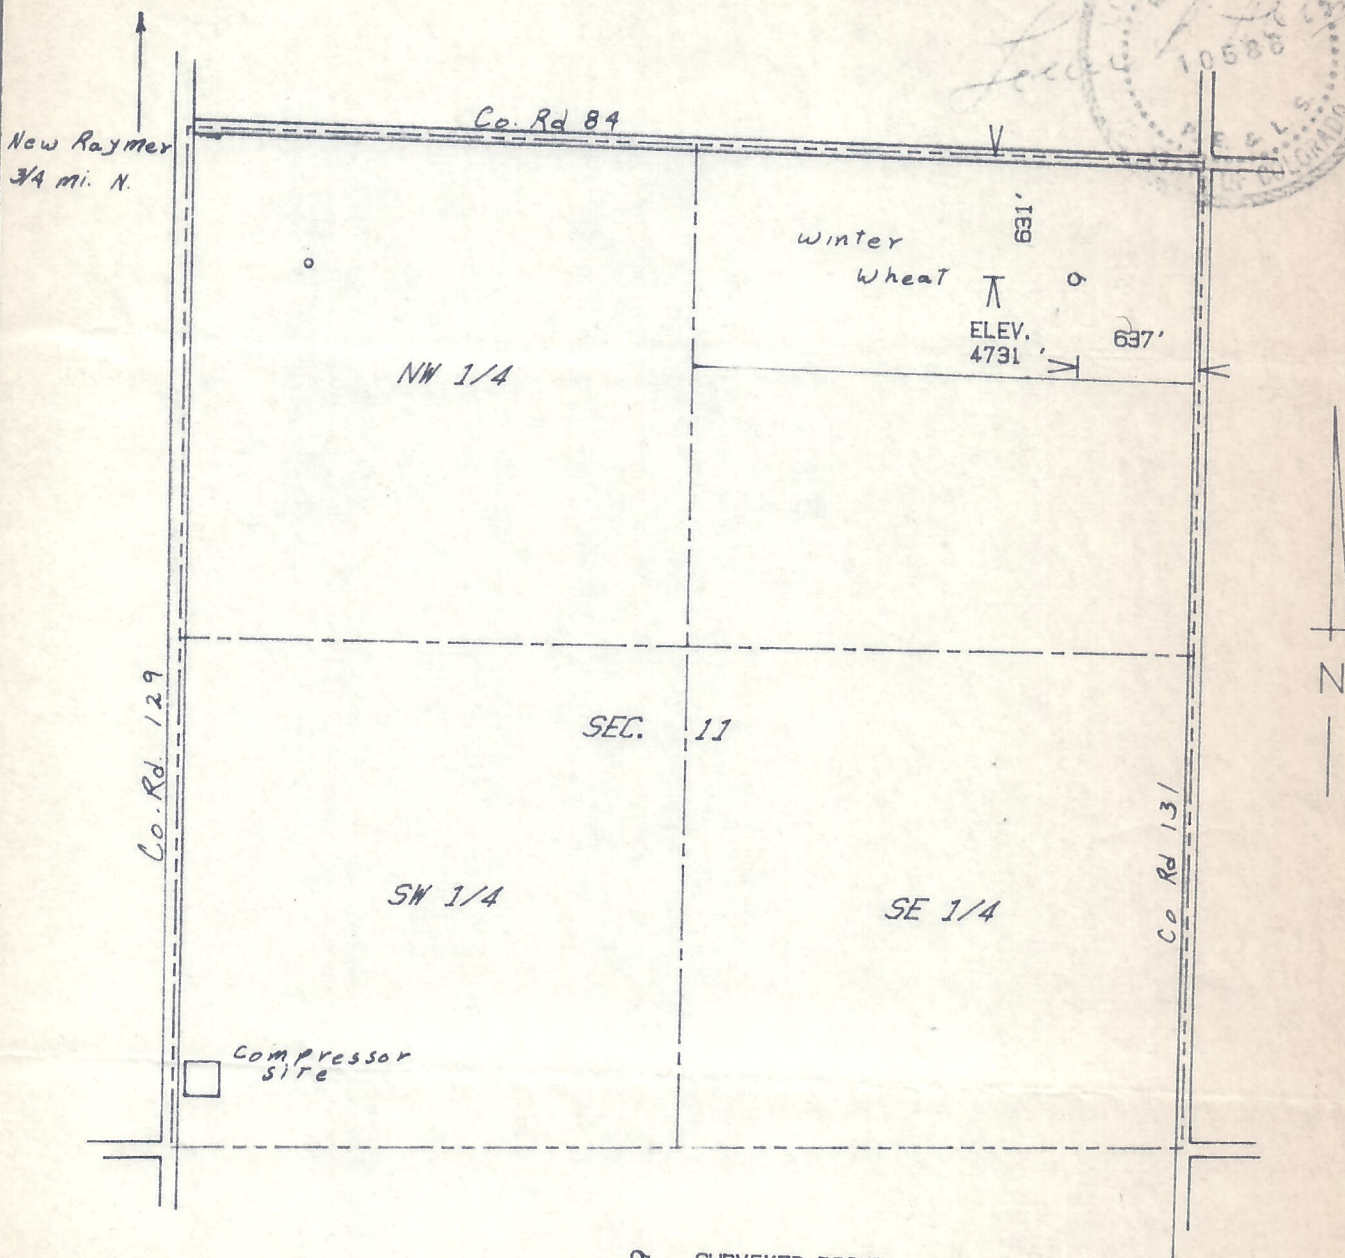 10588
Co. Rd 84
New Raymer
3/4 mi. N.
P.E. & L.S.
631'
Winter
Wheat
ELEV.
4731 '
637'
NW 1/4
N
Co. Rd. 129
SEC. 11
Co Rd 131
SW 1/4
SE 1/4
Compressor
Site